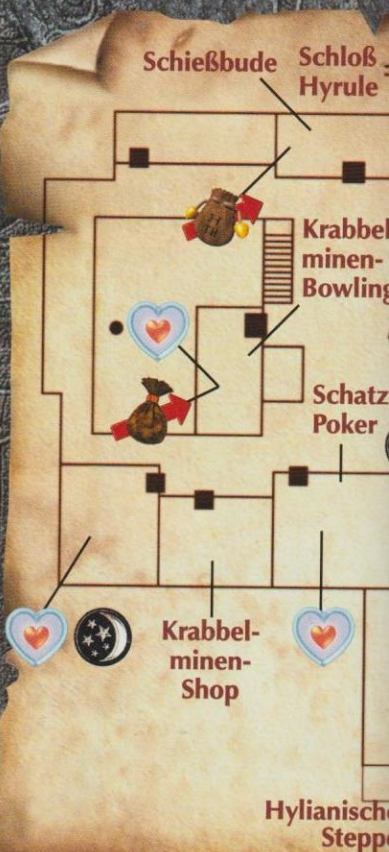 Schießbude
Schloß
Hyrule
Krabbel
minen-
Bowling
Schatz
Poker
Krabbel-
minen-
Shop
Hylianische
Steppe